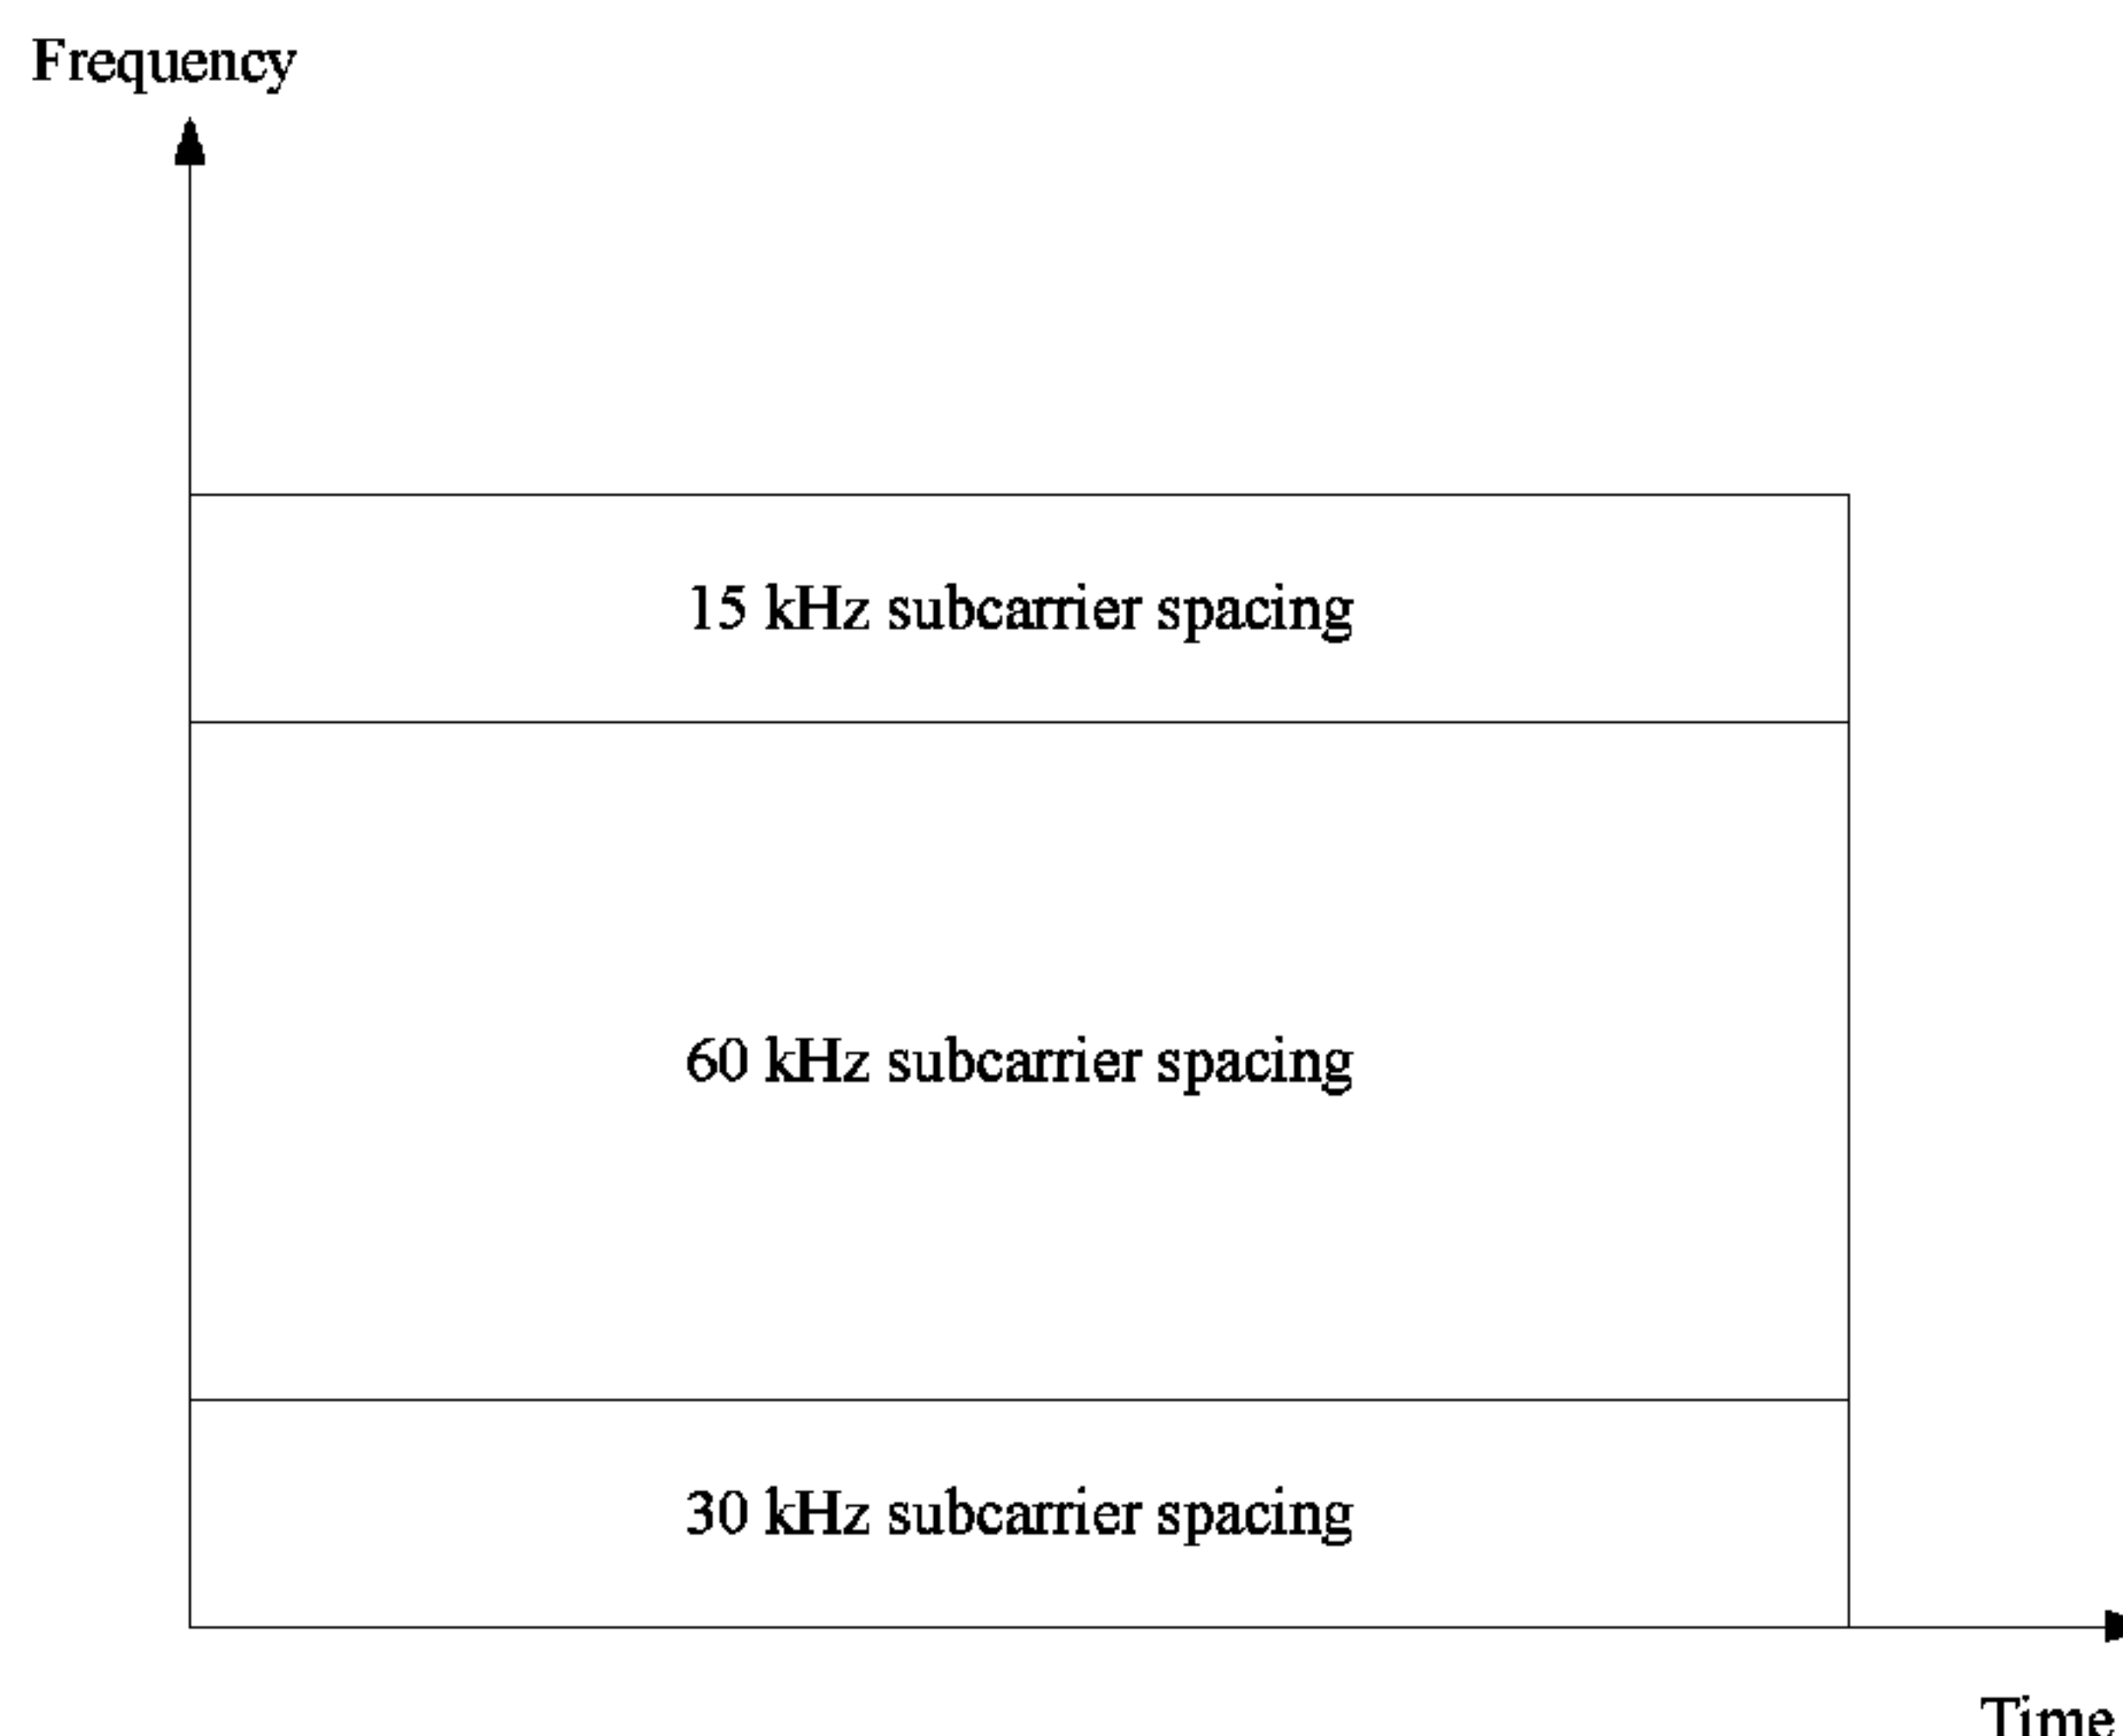 Frequency
15 kHz subcarrier spacing
60 kHz subcarrier spacing
30 kHz subcarrier spacing
Time